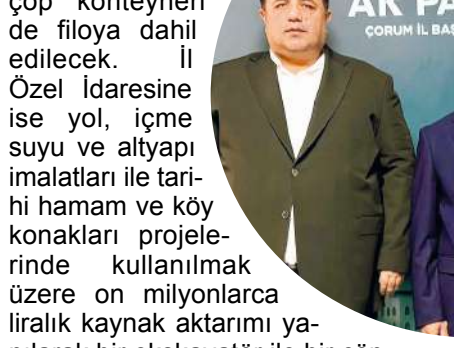 çöp konteyneri
de filoya dahil
edilecek. İl
Özel İdaresine
ise yol, içme
suyu ve altyapı
imalatları ile tari-
hi hamam ve köy
konakları projele-
rinde kullanılmak
üzere on milyonlarca
liralık kaynak aktarımı ya-
AK PA
ÇORUM İL BAŞ